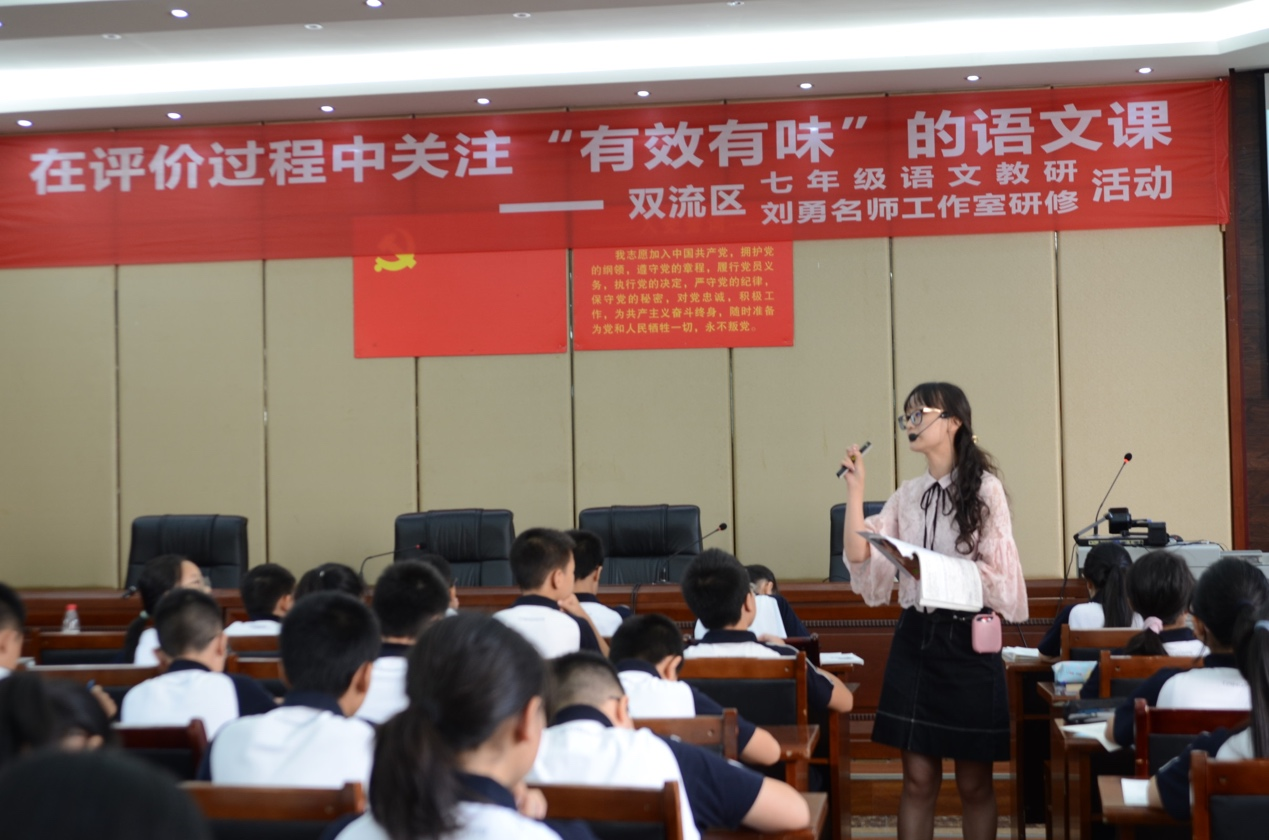 在评价过程中关注“有效有味”的语文课
——双流区 七年级语文教研 活动
刘勇名师工作室研修
我志愿加入中国共产党，拥护党
的纲领，遵守党的章程，履行党员义
务，执行党的决定，严守党的纪律，
保守党的秘密，对党忠诚，积极工
作，为共产主义奋斗终身，随时准备
为党和人民牺牲一切，永不叛党。